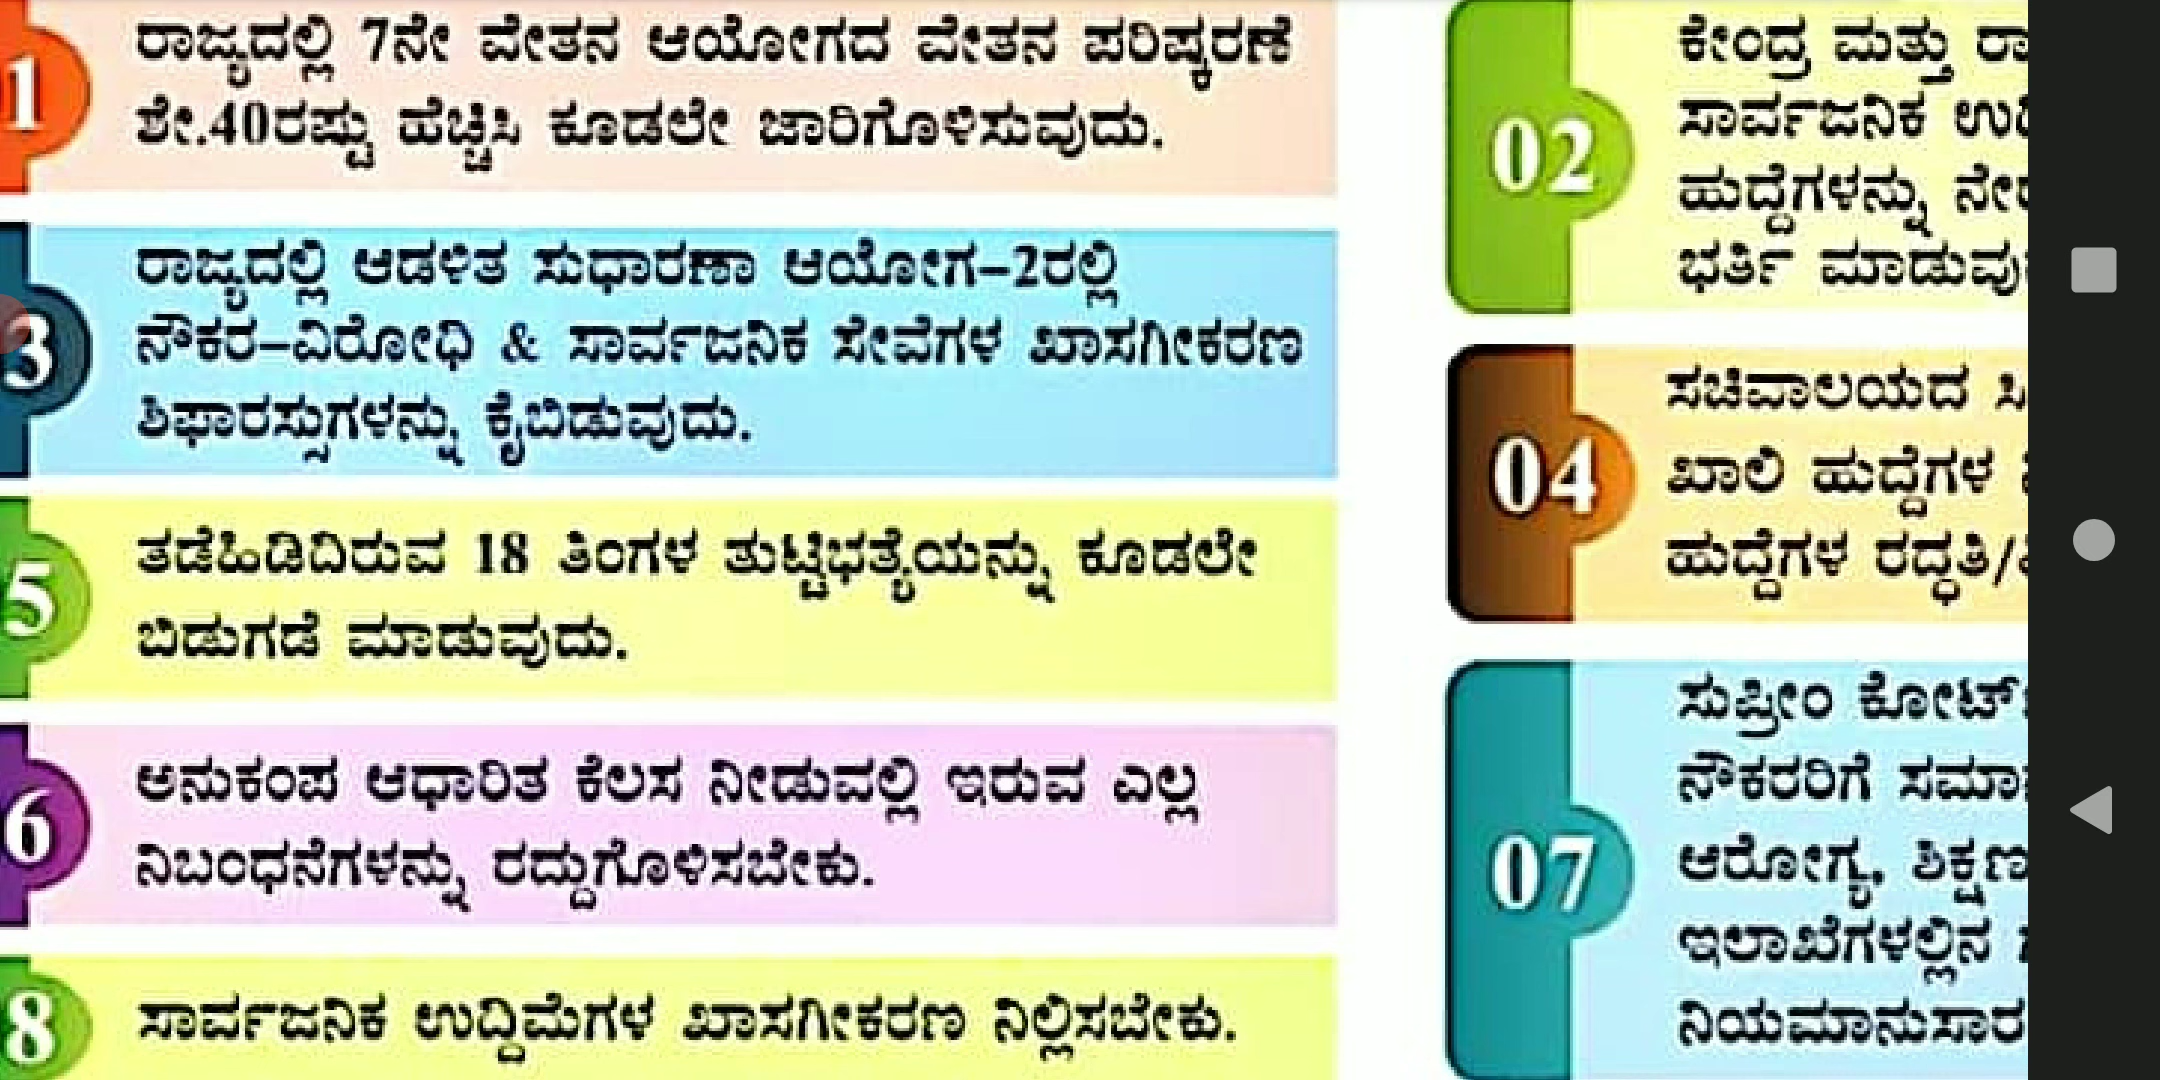 1
ರಾಜ್ಯದಲ್ಲಿ 7ನೇ ವೇತನ ಆಯೋಗದ ವೇತನ ಪರಿಷ್ಕರಣೆ
ಶೇ.40ರಷ್ಟು ಹೆಚ್ಚಿಸಿ ಕೂಡಲೇ ಜಾರಿಗೊಳಿಸುವುದು.
02
ಕೇಂದ್ರ ಮತ್ತು
ಸಾರ್ವಜನಿಕ
ಹುದ್ದೆಗಳನ್ನು
ಭರ್ತಿ
3
ರಾಜ್ಯದಲ್ಲಿ ಆಡಳಿತ ಸುಧಾರಣಾ ಆಯೋಗ-2ರಲ್ಲಿ
ನೌಕರ-ವಿರೋಧಿ & ಸಾರ್ವಜನಿಕ ಸೇವೆಗಳ ಖಾಸಗೀಕರಣ
ಶಿಫಾರಸ್ಸುಗಳನ್ನು ಕೈಬಿಡುವುದು.
04
ಸಚಿವಾಲಯದ
ಖಾಲಿ ಹುದ್ದೆಗಳ
ಹುದ್ದೆಗಳ ರದ್ಧತಿ/
5
ತಡೆಹಿಡಿದಿರುವ 18 ತಿಂಗಳ ತುಟ್ಟಿಭತ್ಯೆಯನ್ನು ಕೂಡಲೇ
ಬಿಡುಗಡೆ ಮಾಡುವುದು.
6
ಅನುಕಂಪ ಆಧಾರಿತ ಕೆಲಸ ನೀಡುವಲ್ಲಿ ಇರುವ ಎಲ್ಲ
ನಿಬಂಧನೆಗಳನ್ನು ರದ್ದುಗೊಳಿಸಬೇಕು.
07
ಸುಪ್ರೀಂ ಕೋರ್ಟ್
ನೌಕರರಿಗೆ
ಆರೋಗ್ಯ, ಶಿಕ್ಷಣ
ಇಲಾಖೆಗಳಲ್ಲಿನ
ನಿಯಮಾನುಸಾರ
8
ಸಾರ್ವಜನಿಕ ಉದ್ದಿಮೆಗಳ ಖಾಸಗೀಕರಣ ನಿಲ್ಲಿಸಬೇಕು.